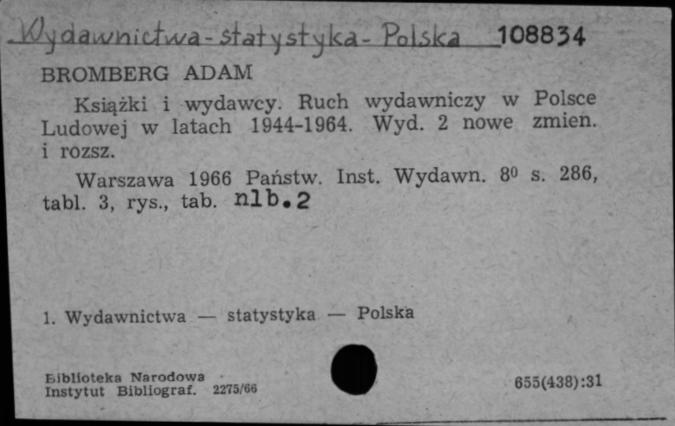 Wydawnictwa - statystyka - Polska 108834
BROMBERG ADAM
Książki i wydawcy. Ruch wydawniczy w Polsce
Ludowej w latach 1944-1964. Wyd. 2 nowe zmien.
i rozsz.
Warszawa 1966 Państw. Inst. Wydawn. 8⁰ s. 286,
tabl. 3, rys., tab. nlb. 2
1. Wydawnictwa — statystyka — Polska
Biblioteka Narodowa
Instytut Bibliograf. 2275/66 655(438):31